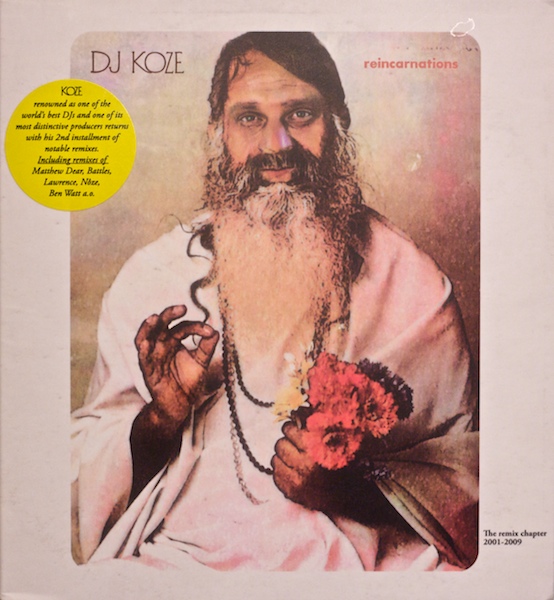 DJ KOZE
reincarnations
KOZE
renowned as one of the
world's best DJs and one of its
most distinctive producers returns
with his 2nd installment of
notable remixes.
Including remixes of
Matthew Dear, Battles,
Lawrence, Nôze,
Ben Watt a.o.
The remix chapter
2001-2009